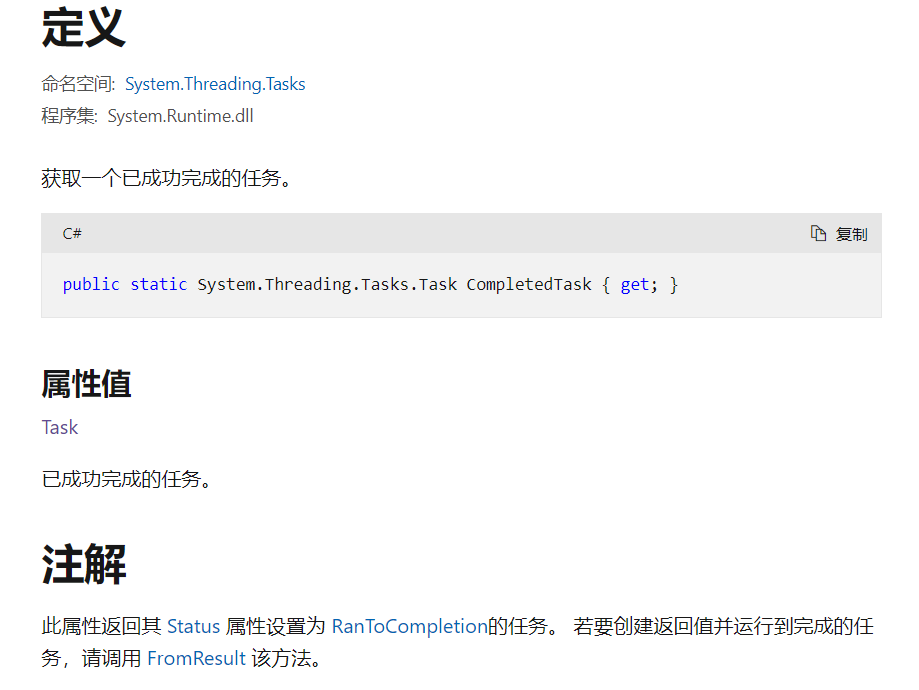 定义
命名空间: System.Threading.Tasks
程序集: System.Runtime.dll
获取一个已成功完成的任务。
C# 复制
public static System.Threading.Tasks.Task CompletedTask { get; }
属性值
Task
已成功完成的任务。
注解
此属性返回其 Status 属性设置为 RanToCompletion的任务。 若要创建返回值并运行到完成的任
务，请调用 FromResult 该方法。